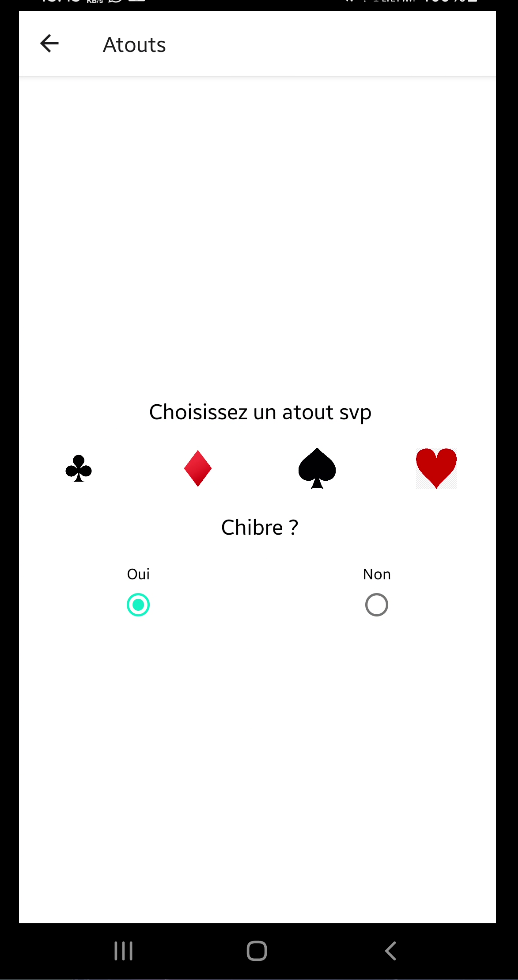 Atouts
Choisissez un atout svp
Chibre ?
Oui
Non